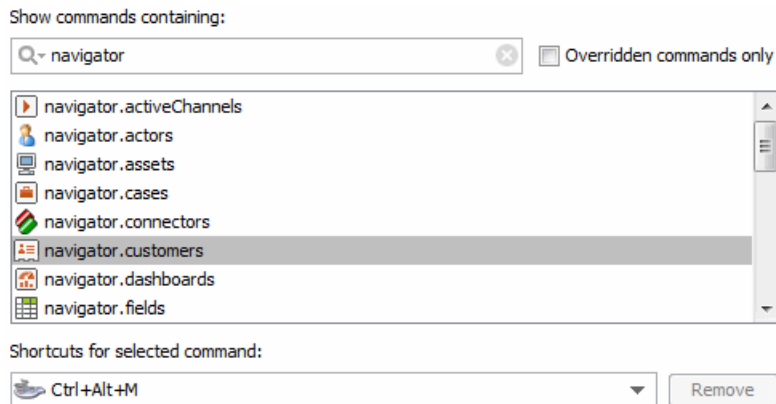 Show commands containing:
navigator
Overridden commands only
navigator.activeChannels
navigator.actors
navigator.assets
navigator.cases
navigator.connectors
navigator.customers
navigator.dashboards
navigator.fields
Shortcuts for selected command:
Ctrl+Alt+M
Remove